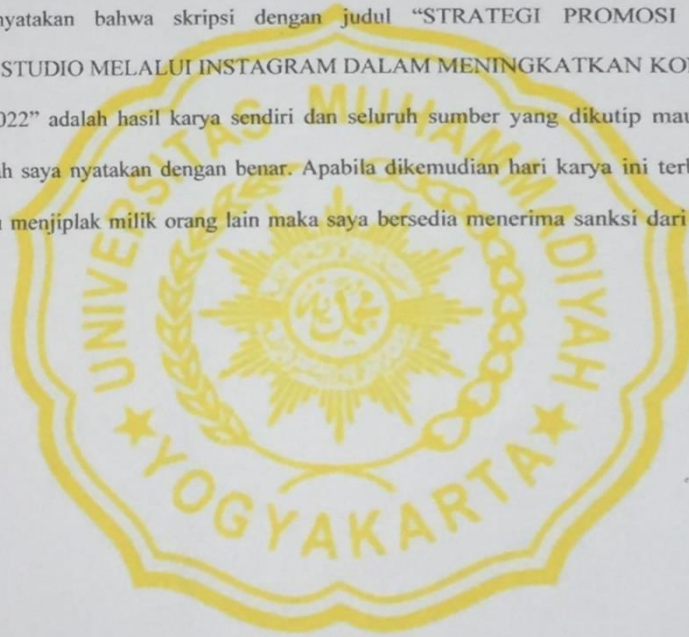 nyatakan bahwa skripsi dengan judul “STRATEGI PROMOSI
STUDIO MELALUI INSTAGRAM DALAM MENINGKATKAN KO
022” adalah hasil karya sendiri dan seluruh sumber yang dikutip mau
h saya nyatakan dengan benar. Apabila dikemudian hari karya ini ter
menjiplak milik orang lain maka saya bersedia menerima sanksi dari
UNIVERSITAS MUHAMMADIYAH
YOGYAKARTA